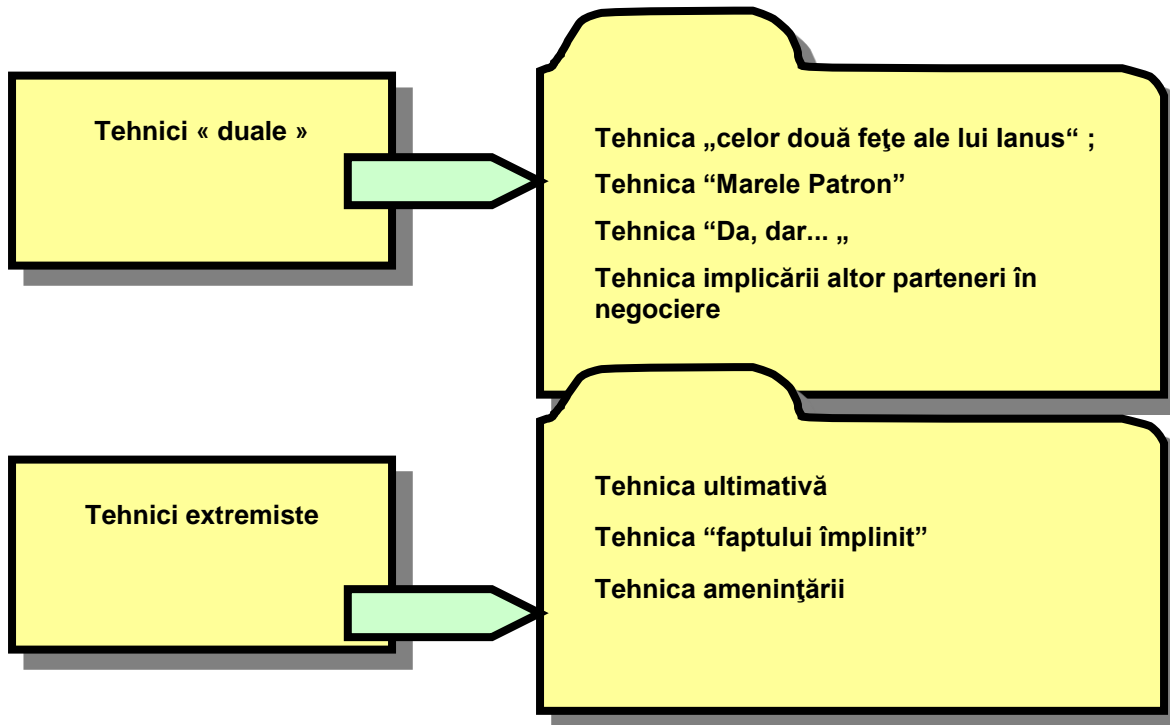 Tehnici « duale »
Tehnica „celor două feţe ale lui Ianus“ ;
Tehnica “Marele Patron”
Tehnica “Da, dar... „
Tehnica implicării altor parteneri în
negociere
Tehnici extremiste
Tehnica ultimativă
Tehnica “faptului împlinit”
Tehnica ameninţării